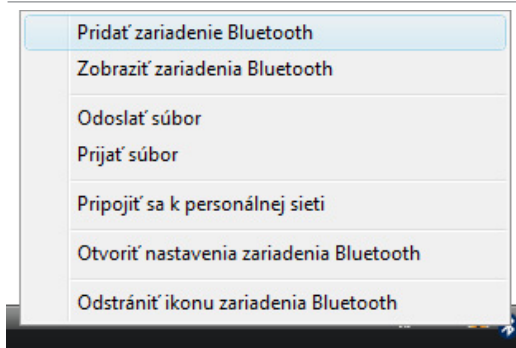 Pridať zariadenie Bluetooth
Zobraziť zariadenia Bluetooth
Odoslať súbor
Prijať súbor
Pripojiť sa k personálnej sieti
Otvoriť nastavenia zariadenia Bluetooth
Odstrániť ikonu zariadenia Bluetooth